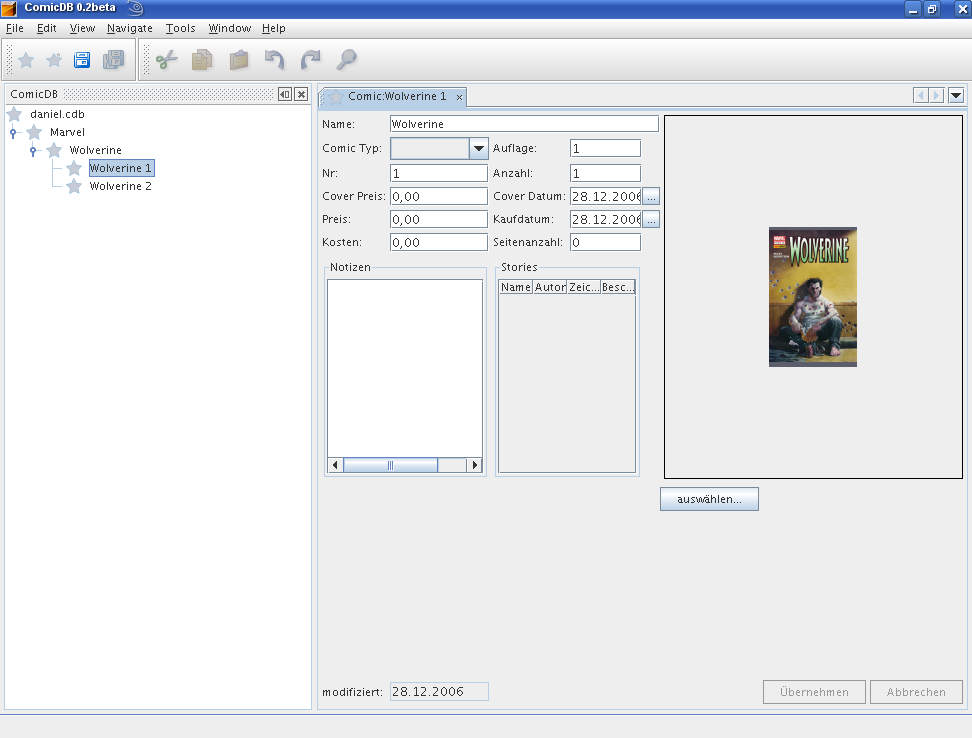 ComicDB 0.2beta
File Edit View Navigate Tools Window Help
ComicDB
daniel.cdb
Marvel
Wolverine
Wolverine 1
Wolverine 2
Comic:Wolverine 1
Name: Wolverine
Comic Typ: Auflage: 1
Nr: 1 Anzahl: 1
Cover Preis: 0,00 Cover Datum: 28.12.2006 ...
Preis: 0,00 Kaufdatum: 28.12.2006 ...
Kosten: 0,00 Seitenanzahl: 0
Notizen
Stories
Name Autor Zeic... Besc...
WOLVERINE
auswählen...
modifiziert: 28.12.2006
Übernehmen Abbrechen